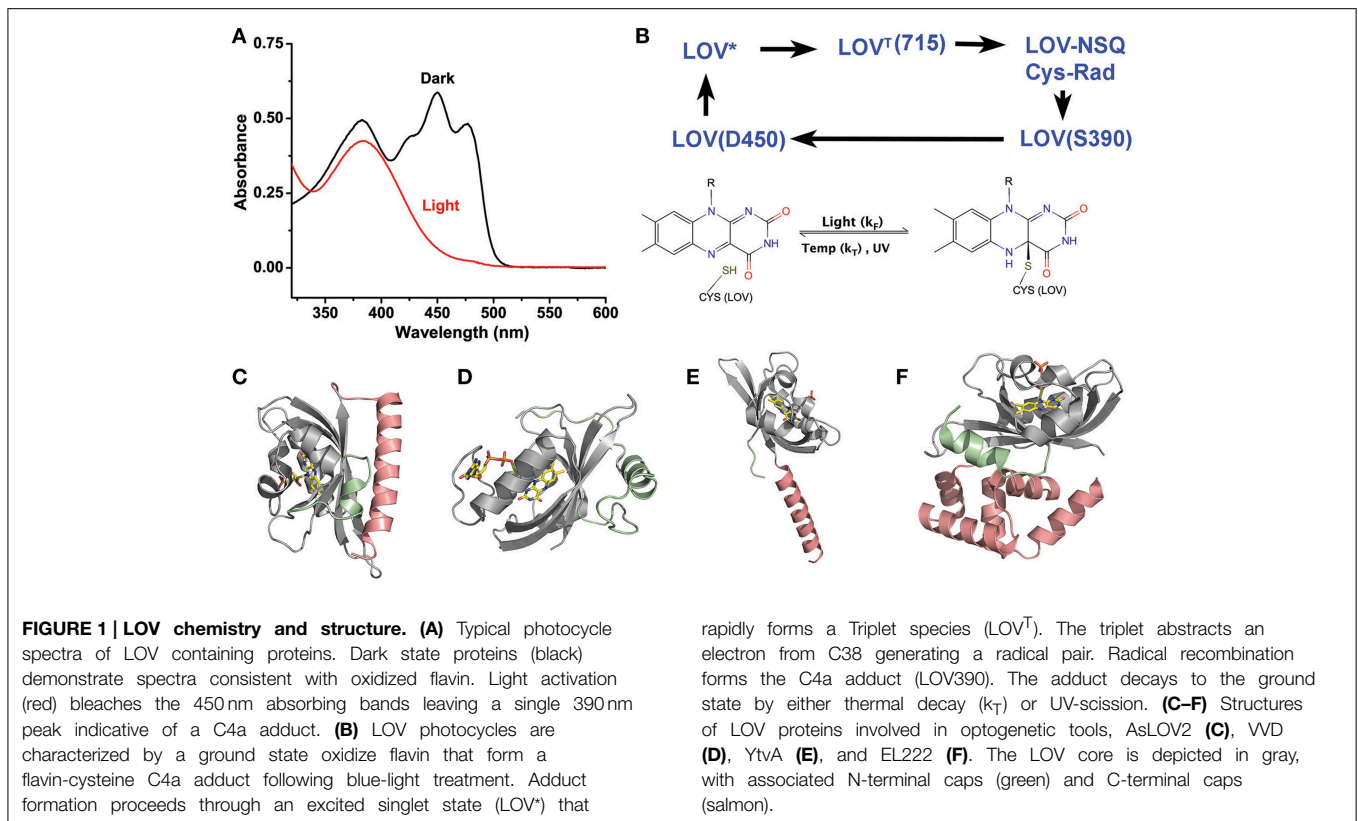 A
0.75
0.50
0.25
0.00
Absorbance
Dark
Light
350 400 450 500 550 600
Wavelength (nm)
B
LOV* LOVᵀ(715) LOV-NSQ
Cys-Rad
LOV(D450) LOV(S390)
R
N N O
NH
N
O
SH
CYS (LOV)
Light (kF)
Temp (kT) , UV
R
N N O
NH
N
H
S O
CYS (LOV)
C
D
E
F
FIGURE 1 | LOV chemistry and structure. (A) Typical photocycle
spectra of LOV containing proteins. Dark state proteins (black)
demonstrate spectra consistent with oxidized flavin. Light activation
(red) bleaches the 450 nm absorbing bands leaving a single 390 nm
peak indicative of a C4a adduct. (B) LOV photocycles are
characterized by a ground state oxidize flavin that form a
flavin-cysteine C4a adduct following blue-light treatment. Adduct
formation proceeds through an excited singlet state (LOV*) that
rapidly forms a Triplet species (LOVᵀ). The triplet abstracts an
electron from C38 generating a radical pair. Radical recombination
forms the C4a adduct (LOV390). The adduct decays to the ground
state by either thermal decay (kT) or UV-scission. (C–F) Structures
of LOV proteins involved in optogenetic tools, AsLOV2 (C), VVD
(D), YtvA (E), and EL222 (F). The LOV core is depicted in gray,
with associated N-terminal caps (green) and C-terminal caps
(salmon).